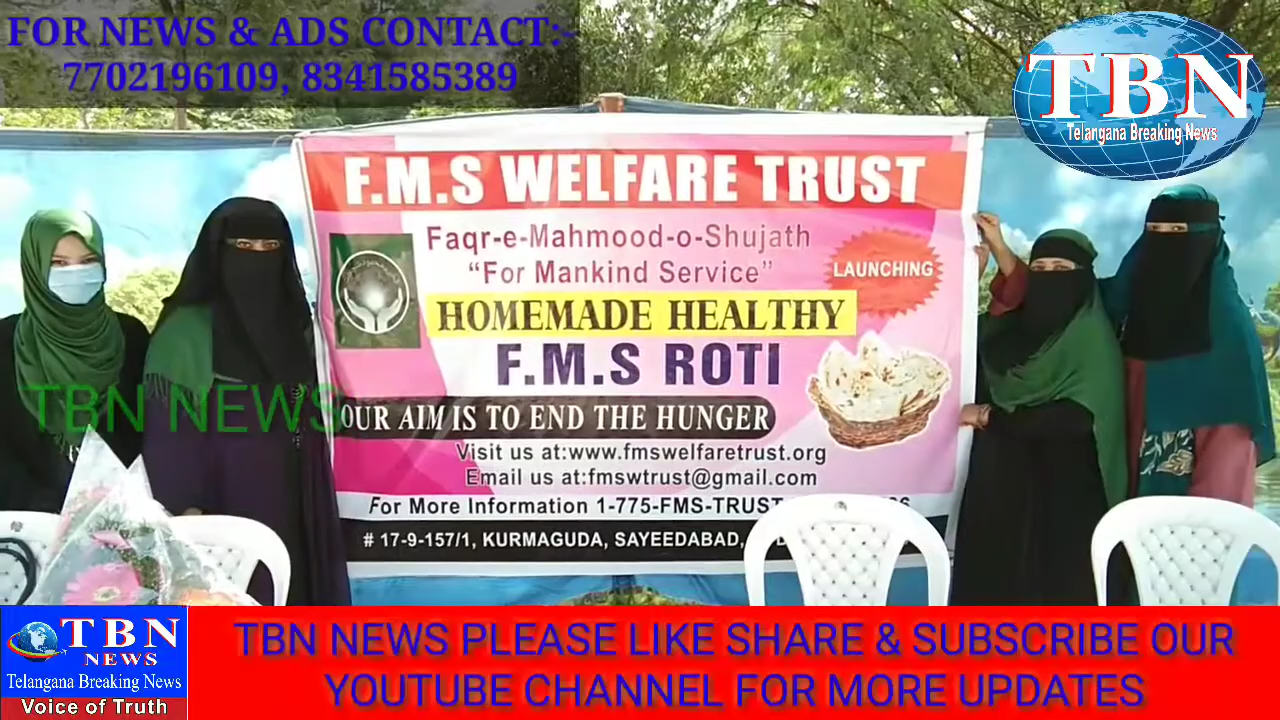 FOR NEWS & ADS CONTACT:-
7702196109, 8341585389
TBN
Telangana Breaking News
F.M.S WELFARE TRUST
Faqr-e-Mahmood-o-Shujath
“For Mankind Service”
LAUNCHING
HOMEMADE HEALTHY
F.M.S ROTI
TBN NEWS
OUR AIM IS TO END THE HUNGER
Visit us at:www.fmswelfaretrust.org
Email us at:fmswtrust@gmail.com
For More Information 1-775-FMS-TRUST
# 17-9-157/1, KURMAGUDA, SAYEEDABAD,
TBN
NEWS
Telangana Breaking News
Voice of Truth
TBN NEWS PLEASE LIKE SHARE & SUBSCRIBE OUR
YOUTUBE CHANNEL FOR MORE UPDATES